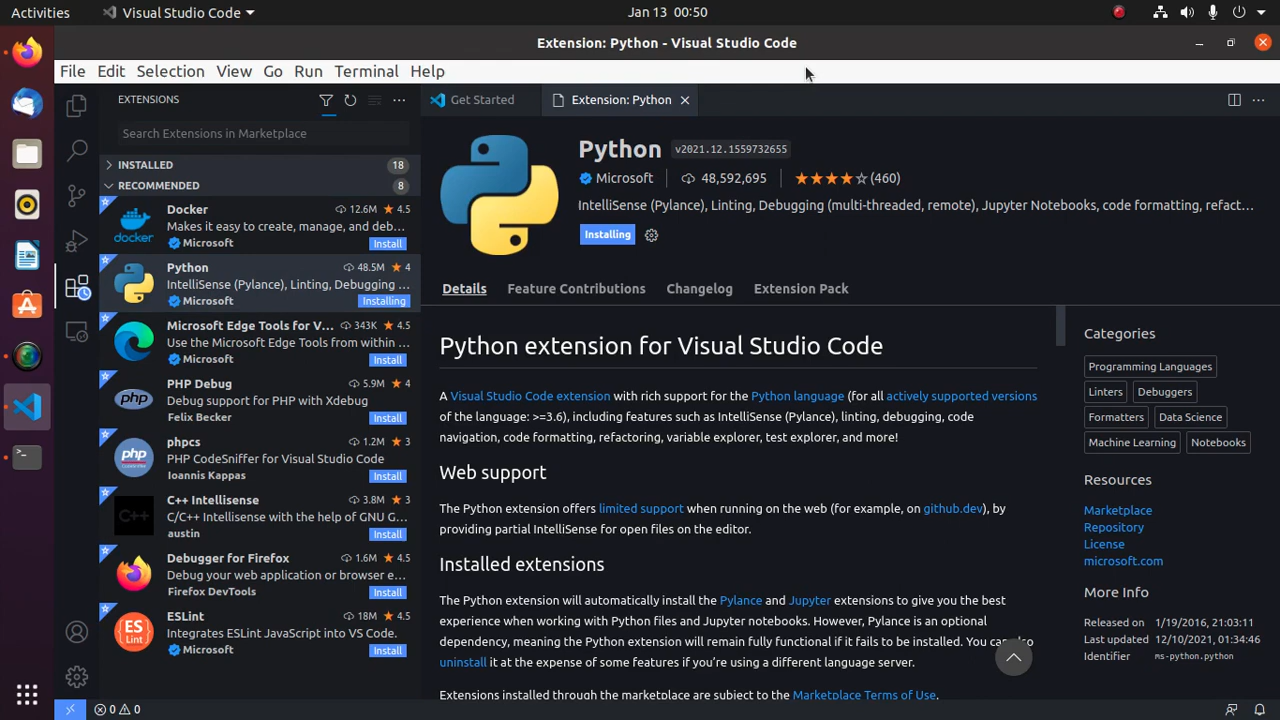 Activities
Visual Studio Code
Jan 13 00:50
Extension: Python - Visual Studio Code
File Edit Selection View Go Run Terminal Help
EXTENSIONS
Get Started
Extension: Python
Search Extensions in Marketplace
INSTALLED 18
RECOMMENDED 8
Docker 12.6M 4.5
Makes it easy to create, manage, and deb...
Microsoft Install
Python 48.5M 4
IntelliSense (Pylance), Linting, Debugging ...
Microsoft Installing
Microsoft Edge Tools for V... 343K 4.5
Use the Microsoft Edge Tools from within ...
Microsoft Install
PHP Debug 5.9M 4
Debug support for PHP with Xdebug
Felix Becker Install
phpcs 1.2M 3
PHP CodeSniffer for Visual Studio Code
Ioannis Kappas Install
C++ Intellisense 3.8M 3
C/C++ Intellisense with the help of GNU G...
austin Install
Debugger for Firefox 1.6M 4.5
Debug your web application or browser e...
Firefox DevTools Install
ESLint 18M 4.5
Integrates ESLint JavaScript into VS Code.
Microsoft Install
docker
php
php
C++
ES
Lint
Python v2021.12.1559732655
Microsoft 48,592,695 (460)
IntelliSense (Pylance), Linting, Debugging (multi-threaded, remote), Jupyter Notebooks, code formatting, refact...
Installing
Details Feature Contributions Changelog Extension Pack
Python extension for Visual Studio Code
A Visual Studio Code extension with rich support for the Python language (for all actively supported versions
of the language: >=3.6), including features such as IntelliSense (Pylance), linting, debugging, code
navigation, code formatting, refactoring, variable explorer, test explorer, and more!
Web support
The Python extension offers limited support when running on the web (for example, on github.dev), by
providing partial IntelliSense for open files on the editor.
Installed extensions
The Python extension will automatically install the Pylance and Jupyter extensions to give you the best
experience when working with Python files and Jupyter notebooks. However, Pylance is an optional
dependency, meaning the Python extension will remain fully functional if it fails to be installed. You can also
uninstall it at the expense of some features if you're using a different language server.
Extensions installed through the marketplace are subject to the Marketplace Terms of Use.
Categories
Programming Languages
Linters Debuggers
Formatters Data Science
Machine Learning Notebooks
Resources
Marketplace
Repository
License
microsoft.com
More Info
Released on 1/19/2016, 21:03:11
Last updated 12/10/2021, 01:34:46
Identifier ms-python.python
0 0